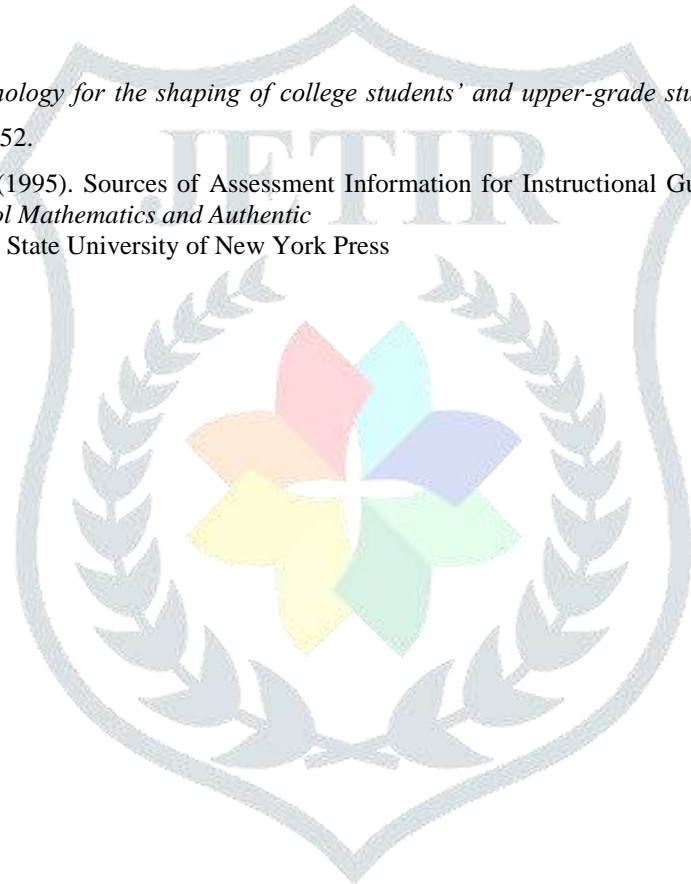 nology for the shaping of college students’ and upper-grade stu
52.
(1995). Sources of Assessment Information for Instructional Gu
ol Mathematics and Authentic
State University of New York Press
JETIR